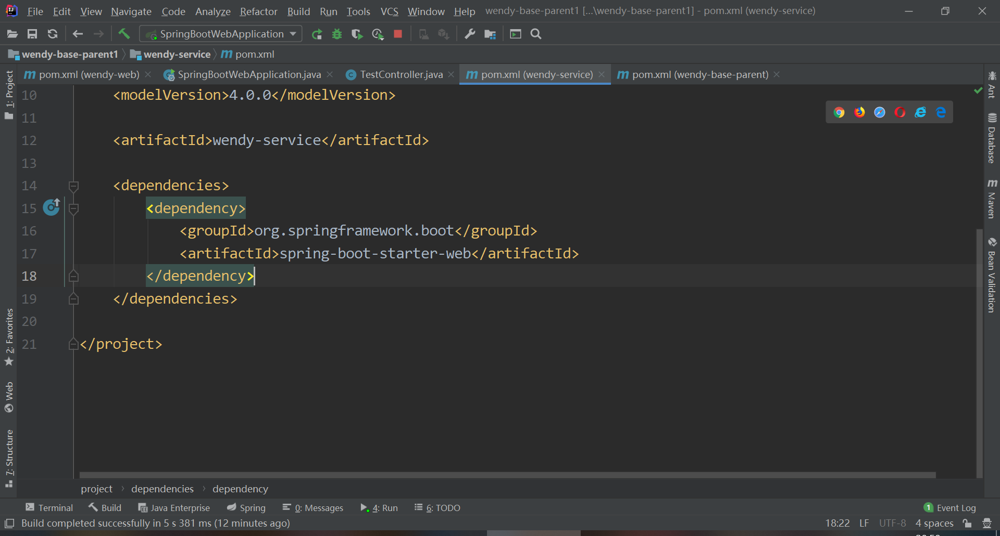 File Edit View Navigate Code Analyze Refactor Build Run Tools VCS Window Help wendy-base-parent1 [...\wendy-base-parent1] - pom.xml (wendy-service)
SpringBootWebApplication
wendy-base-parent1 wendy-service pom.xml
pom.xml (wendy-web) SpringBootWebApplication.java TestController.java pom.xml (wendy-service) pom.xml (wendy-base-parent)
10 <modelVersion>4.0.0</modelVersion>
11
12 <artifactId>wendy-service</artifactId>
13
14 <dependencies>
15 <dependency>
16 <groupId>org.springframework.boot</groupId>
17 <artifactId>spring-boot-starter-web</artifactId>
18 </dependency>
19 </dependencies>
20
21 </project>
1: Project
2: Favorites
Web
7: Structure
Ant
Database
Maven
Bean Validation
project dependencies dependency
Terminal Build Java Enterprise Spring 0: Messages 4: Run 6: TODO 1 Event Log
Build completed successfully in 5 s 381 ms (12 minutes ago) 18:22 LF UTF-8 4 spaces